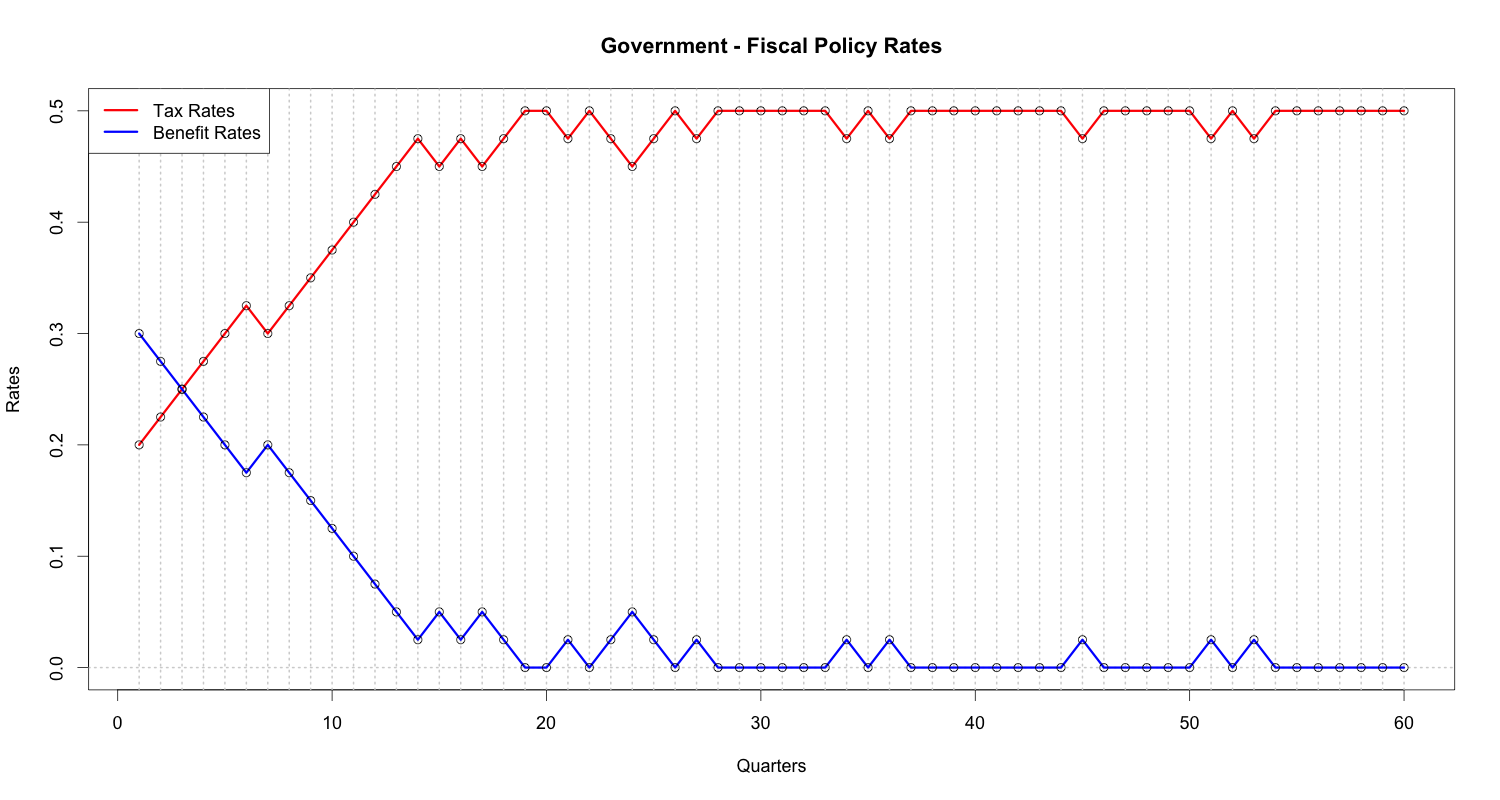 Government - Fiscal Policy Rates
Tax Rates
Benefit Rates
0.5
0.4
0.3
0.2
0.1
0.0
Rates
0 10 20 30 40 50 60
Quarters